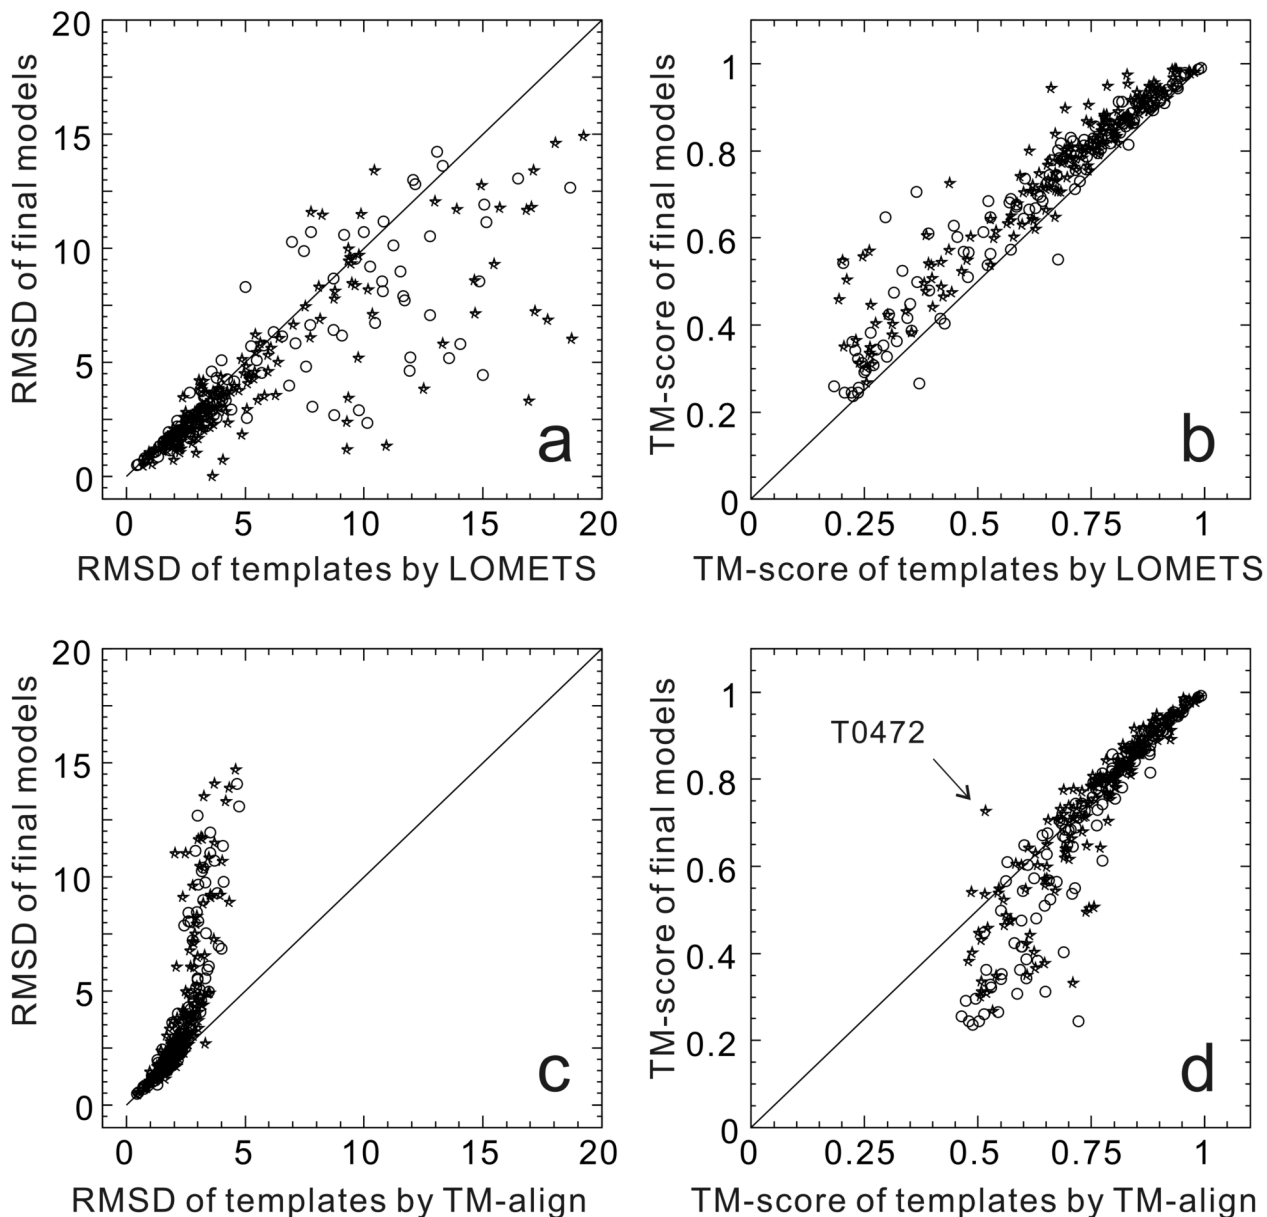 RMSD of final models
20
15
10
5
0
a
0 5 10 15 20
RMSD of templates by LOMETS
TM-score of final models
1
0.8
0.6
0.4
0.2
0
b
0 0.25 0.5 0.75 1
TM-score of templates by LOMETS
RMSD of final models
20
15
10
5
0
c
0 5 10 15 20
RMSD of templates by TM-align
TM-score of final models
1
0.8
0.6
0.4
0.2
0
T0472
d
0 0.25 0.5 0.75 1
TM-score of templates by TM-align